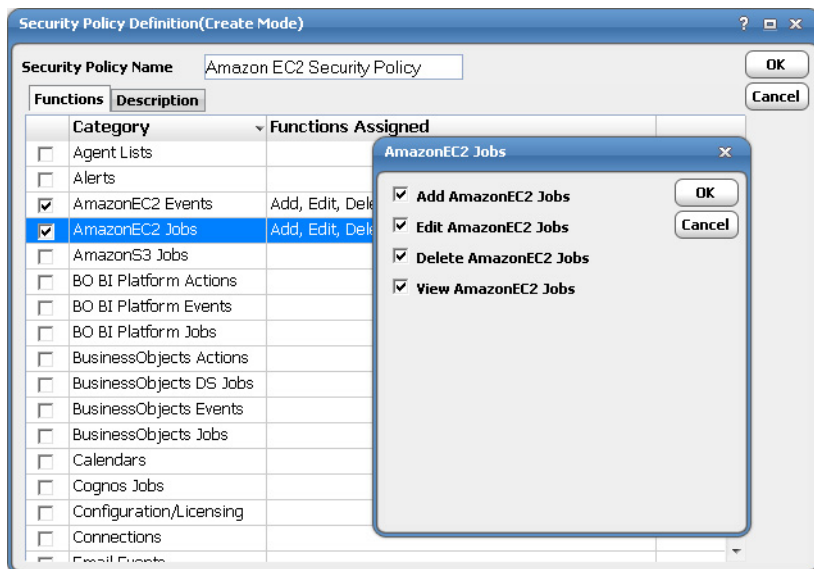 Security Policy Definition(Create Mode)
Security Policy Name Amazon EC2 Security Policy
OK
Cancel
Functions Description
Category Functions Assigned
Agent Lists
Alerts
AmazonEC2 Events Add, Edit, Dele
AmazonEC2 Jobs Add, Edit, Dele
AmazonS3 Jobs
BO BI Platform Actions
BO BI Platform Events
BO BI Platform Jobs
BusinessObjects Actions
BusinessObjects DS Jobs
BusinessObjects Events
BusinessObjects Jobs
Calendars
Cognos Jobs
Configuration/Licensing
Connections
Email Events
AmazonEC2 Jobs
Add AmazonEC2 Jobs
Edit AmazonEC2 Jobs
Delete AmazonEC2 Jobs
View AmazonEC2 Jobs
OK
Cancel